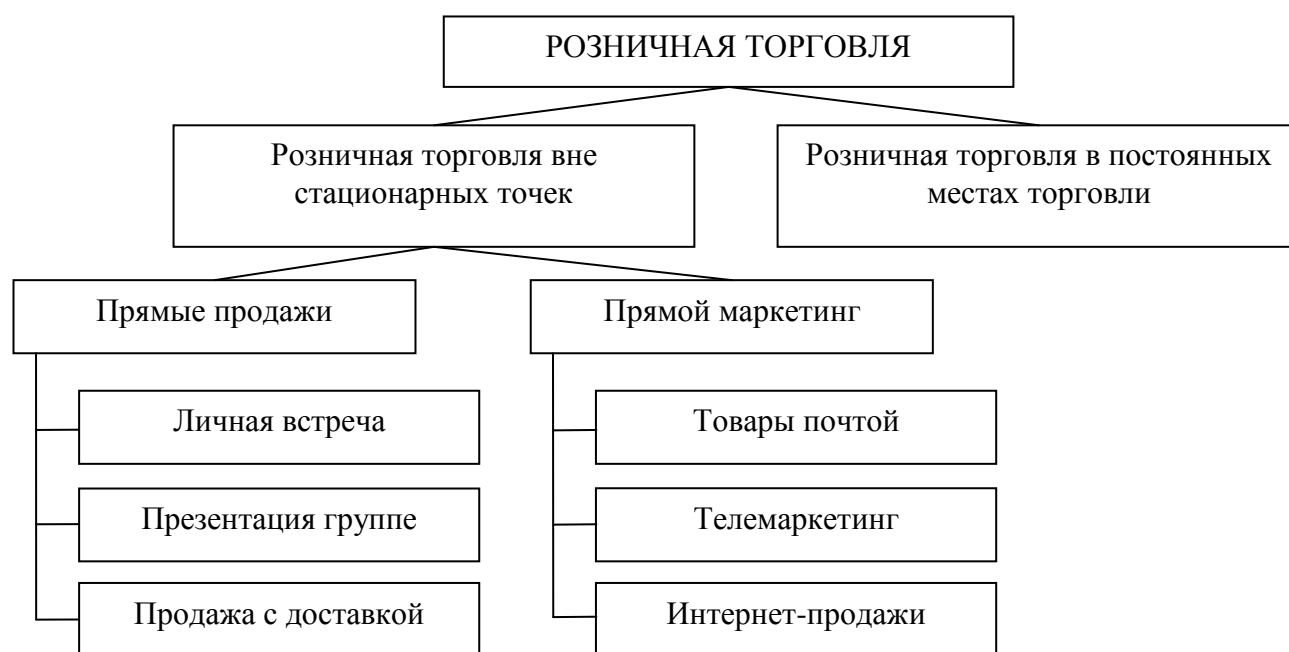 РОЗНИЧНАЯ ТОРГОВЛЯ
Розничная торговля вне
стационарных точек
Розничная торговля в постоянных
местах торговли
Прямые продажи
Прямой маркетинг
Личная встреча
Товары почтой
Презентация группе
Телемаркетинг
Продажа с доставкой
Интернет-продажи